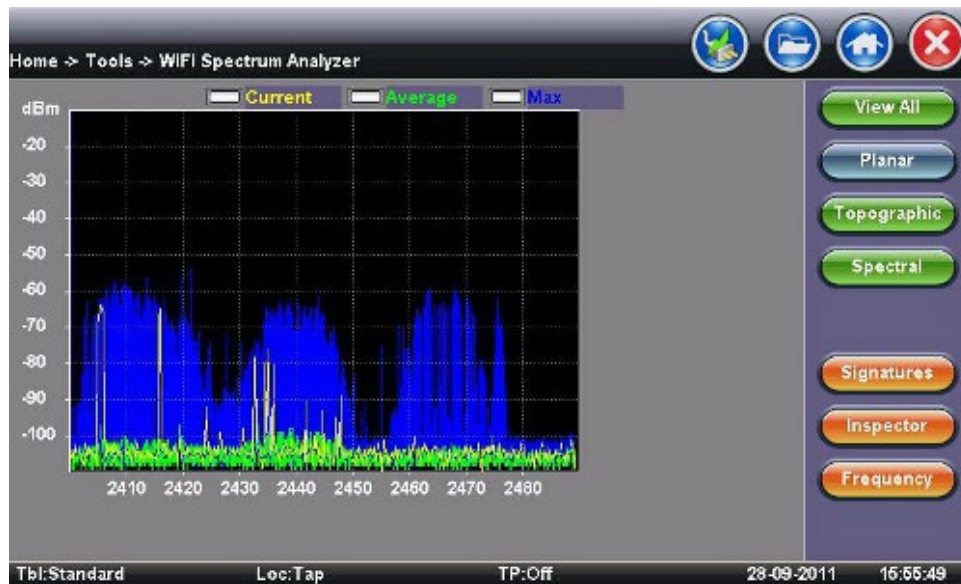 Home -> Tools -> WIFI Spectrum Analyzer
Current Average Max
dBm
-20
-30
-40
-50
-60
-70
-80
-90
-100
2410 2420 2430 2440 2450 2460 2470 2480
View All
Planar
Topographic
Spectral
Signatures
Inspector
Frequency
Tbl:Standard Loc:Tap TP:Off 28-09-2011 15:55:49